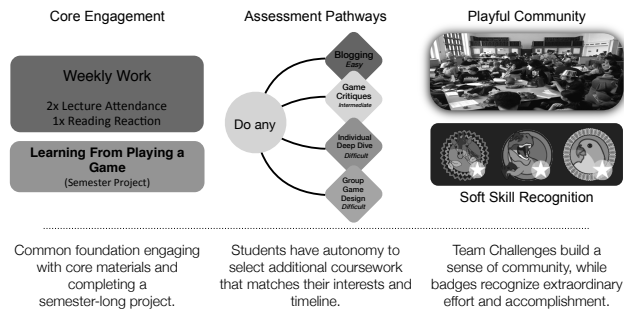 Core Engagement
Weekly Work
2x Lecture Attendance
1x Reading Reaction
Learning From Playing a
Game
(Semester Project)
Common foundation engaging
with core materials and
completing a
semester-long project.
Assessment Pathways
Do any
Blogging
Easy
Game
Critiques
Intermediate
Individual
Deep Dive
Difficult
Group
Game
Design
Difficult
Students have autonomy to
select additional coursework
that matches their interests and
timeline.
Playful Community
Soft Skill Recognition
Team Challenges build a
sense of community, while
badges recognize extraordinary
effort and accomplishment.